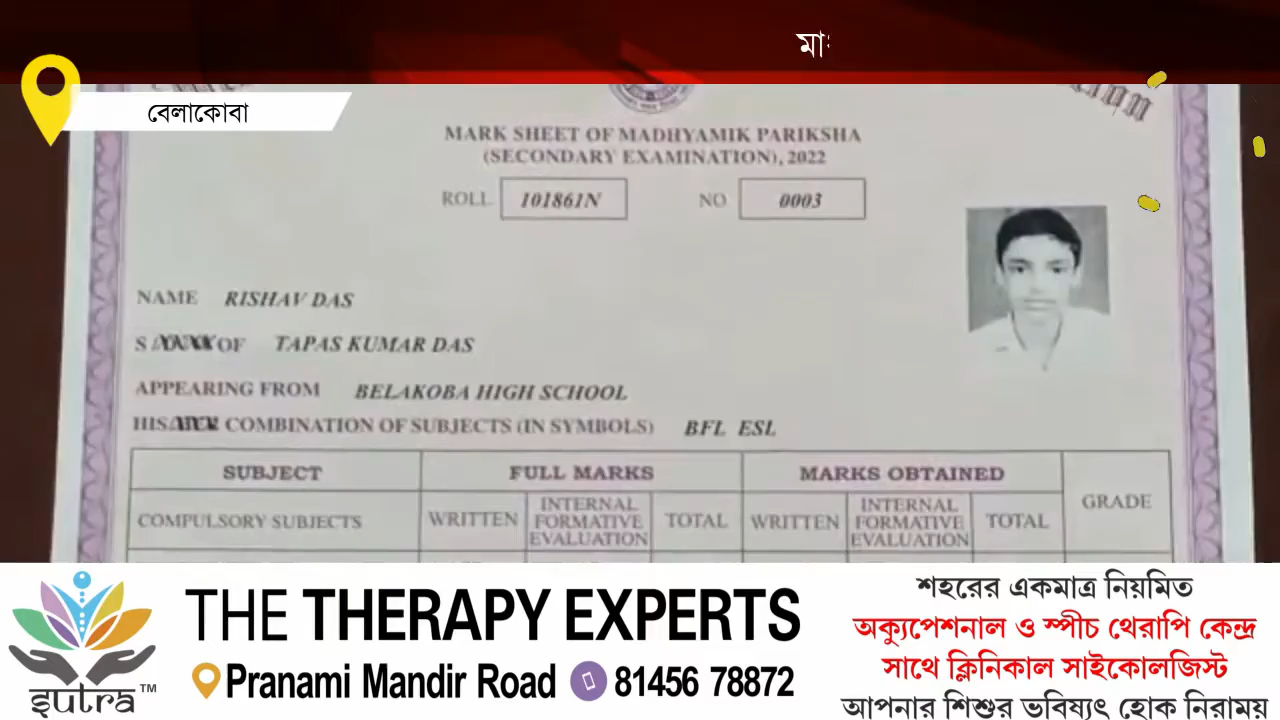 মাং
বেলাকোবা
MARK SHEET OF MADHYAMIK PARIKSHA
(SECONDARY EXAMINATION), 2022
ROLL 101861N NO 0003
NAME RISHAV DAS
S OF TAPAS KUMAR DAS
APPEARING FROM BELAKOBA HIGH SCHOOL
HIS COMBINATION OF SUBJECTS (IN SYMBOLS) BFL ESL
SUBJECT FULL MARKS MARKS OBTAINED GRADE
COMPULSORY SUBJECTS WRITTEN INTERNAL FORMATIVE EVALUATION TOTAL WRITTEN INTERNAL FORMATIVE EVALUATION TOTAL
sutra TM
THE THERAPY EXPERTS
Pranami Mandir Road 81456 78872
শহরের একমাত্র নিয়মিত
অক্যুপেশনাল ও স্পীচ থেরাপি কেন্দ্র
সাথে ক্লিনিকাল সাইকোলজিস্ট
আপনার শিশুর ভবিষ্যৎ হোক নিরাময়